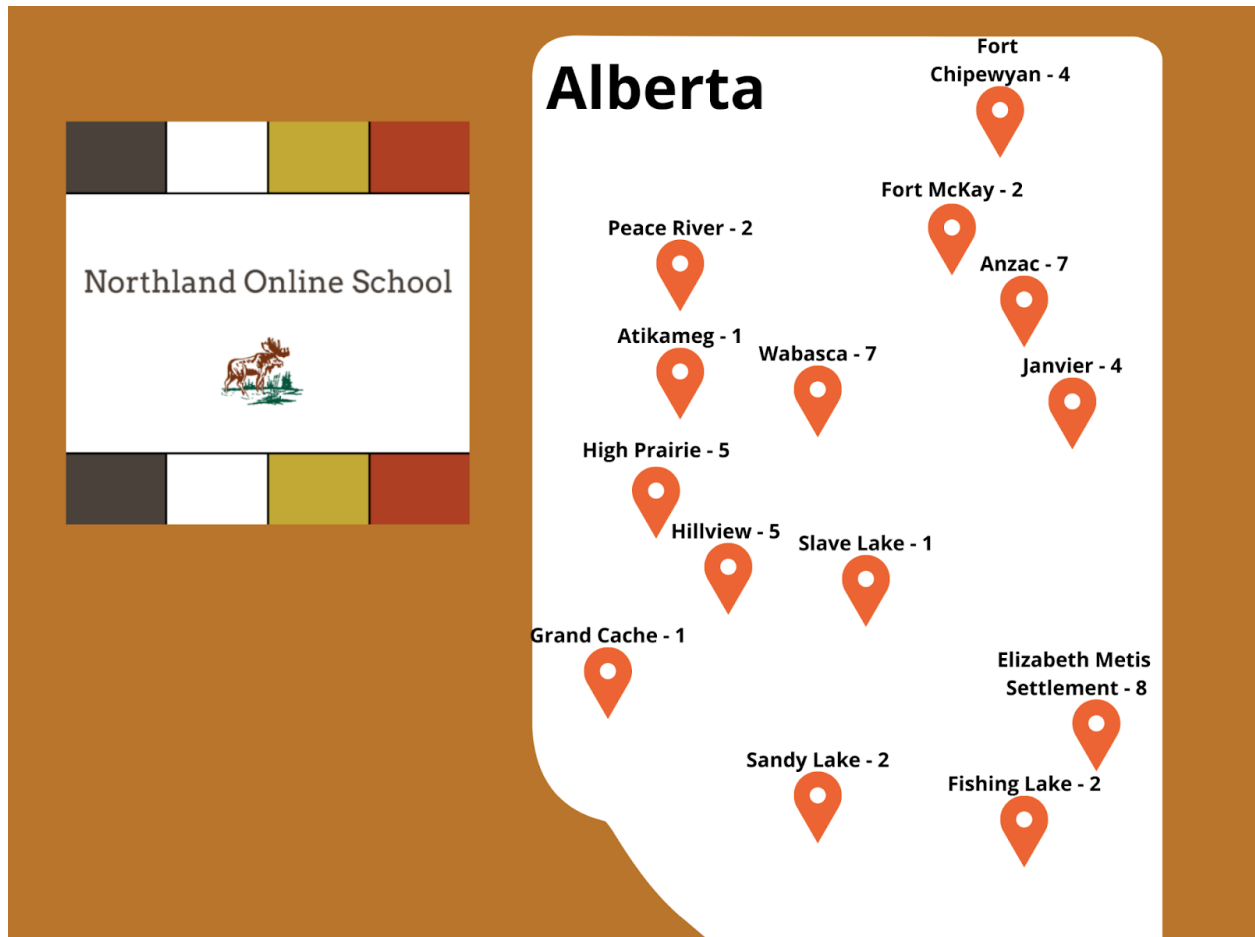 Alberta
Fort
Chipewyan - 4
Fort McKay - 2
Peace River - 2
Anzac - 7
Northland Online School
Atikameg - 1
Wabasca - 7
Janvier - 4
High Prairie - 5
Hillview - 5
Slave Lake - 1
Grand Cache - 1
Elizabeth Metis
Settlement - 8
Sandy Lake - 2
Fishing Lake - 2